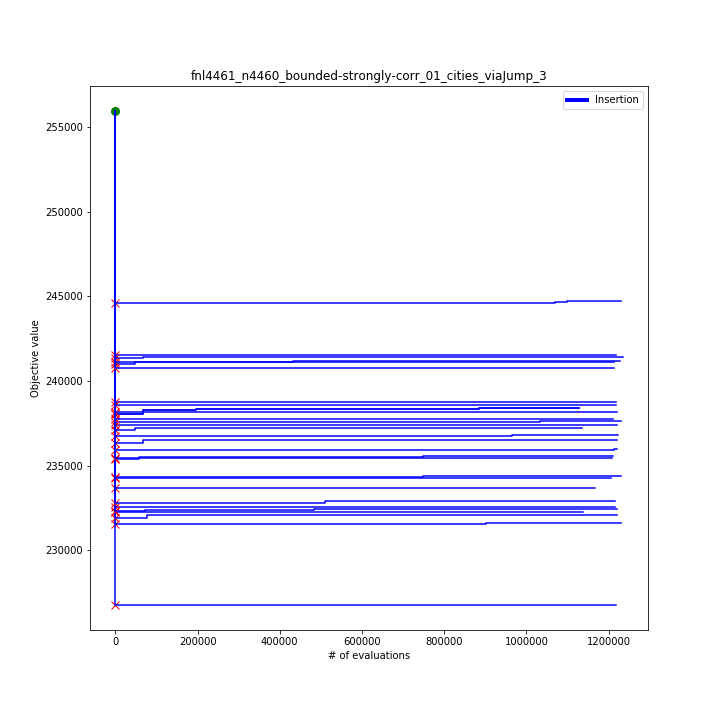 fnl4461_n4460_bounded-strongly-corr_01_cities_viaJump_3
Insertion
Objective value
255000
250000
245000
240000
235000
230000
0 200000 400000 600000 800000 1000000 1200000
# of evaluations